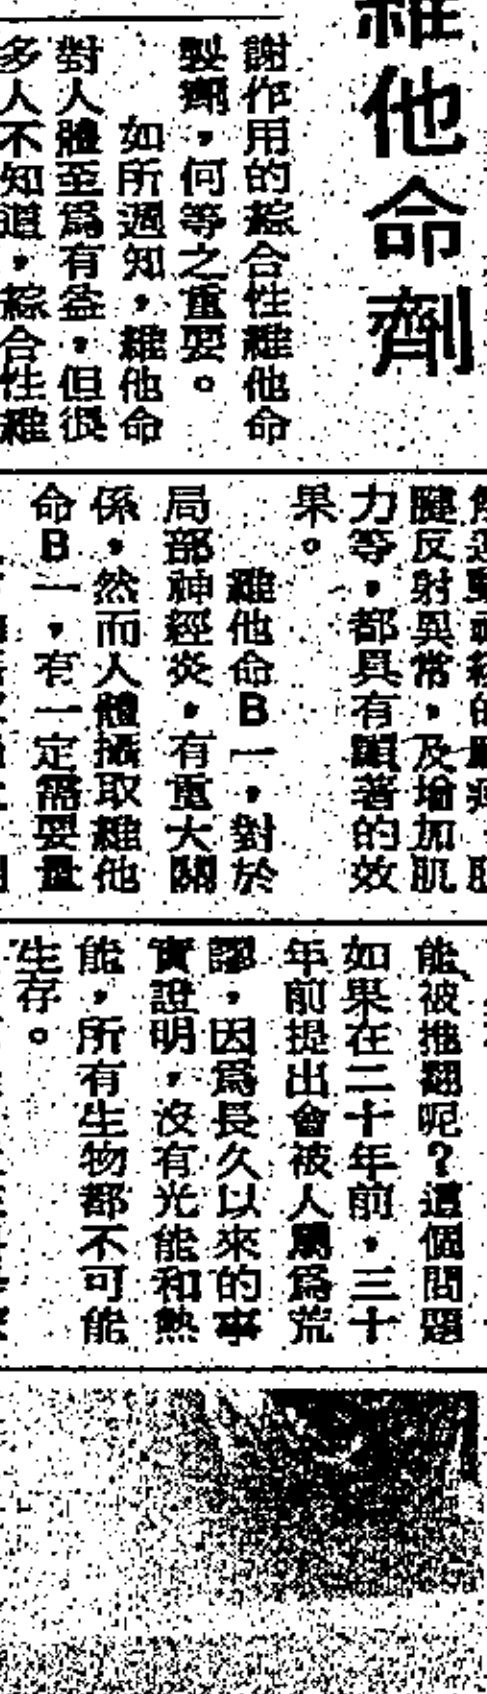 維他命劑
謝作用的綜合性維他命
製劑，何等之重要。
如所週知，維他命
對人體至爲有益，但很
多人不知道，綜合性維
腱反射異常，及增加肌
力等，都具有顯著的效
果。
維他命B一，對於
局部神經炎，有重大關
係，然而人體攝取維他
命B一，有一定需要量
能被推翻呢？這個問題
如果在二十年前，三十
年前提出會被人罵爲荒
謬，因爲長久以來的事
實證明，沒有光能和熱
能，所有生物都不可能
生存。